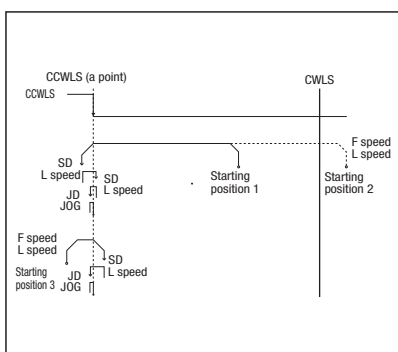 CCWLS (a point)
CWLS
CCWLS
F speed
L speed
SD
L speed
SD
L speed
Starting
position 1
Starting
position 2
JD
JOG
F speed
L speed
SD
L speed
Starting
position 3
JD
JOG